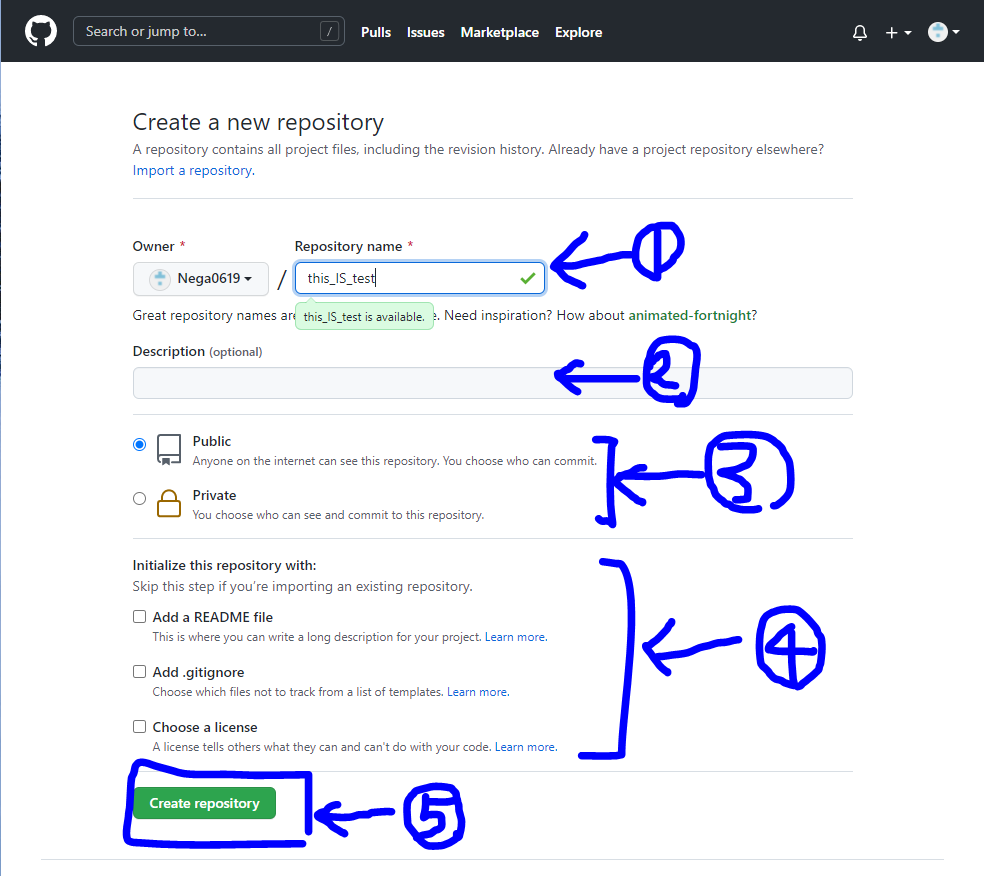 Search or jump to... /
Pulls Issues Marketplace Explore
Create a new repository
A repository contains all project files, including the revision history. Already have a project repository elsewhere?
Import a repository.
Owner * Repository name *
Nega0619 / this_IS_test
①
Great repository names are e. Need inspiration? How about animated-fortnight?
this_IS_test is available.
Description (optional)
②
Public
Anyone on the internet can see this repository. You choose who can commit.
③
Private
You choose who can see and commit to this repository.
Initialize this repository with:
Skip this step if you're importing an existing repository.
Add a README file
This is where you can write a long description for your project. Learn more.
④
Add .gitignore
Choose which files not to track from a list of templates. Learn more.
Choose a license
A license tells others what they can and can't do with your code. Learn more.
Create repository
⑤